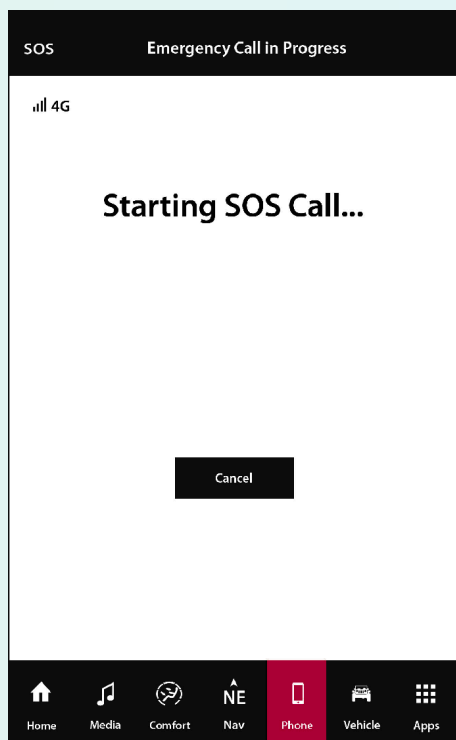 SOS Emergency Call in Progress
4G
Starting SOS Call...
Cancel
NE
Home Media Comfort Nav Phone Vehicle Apps